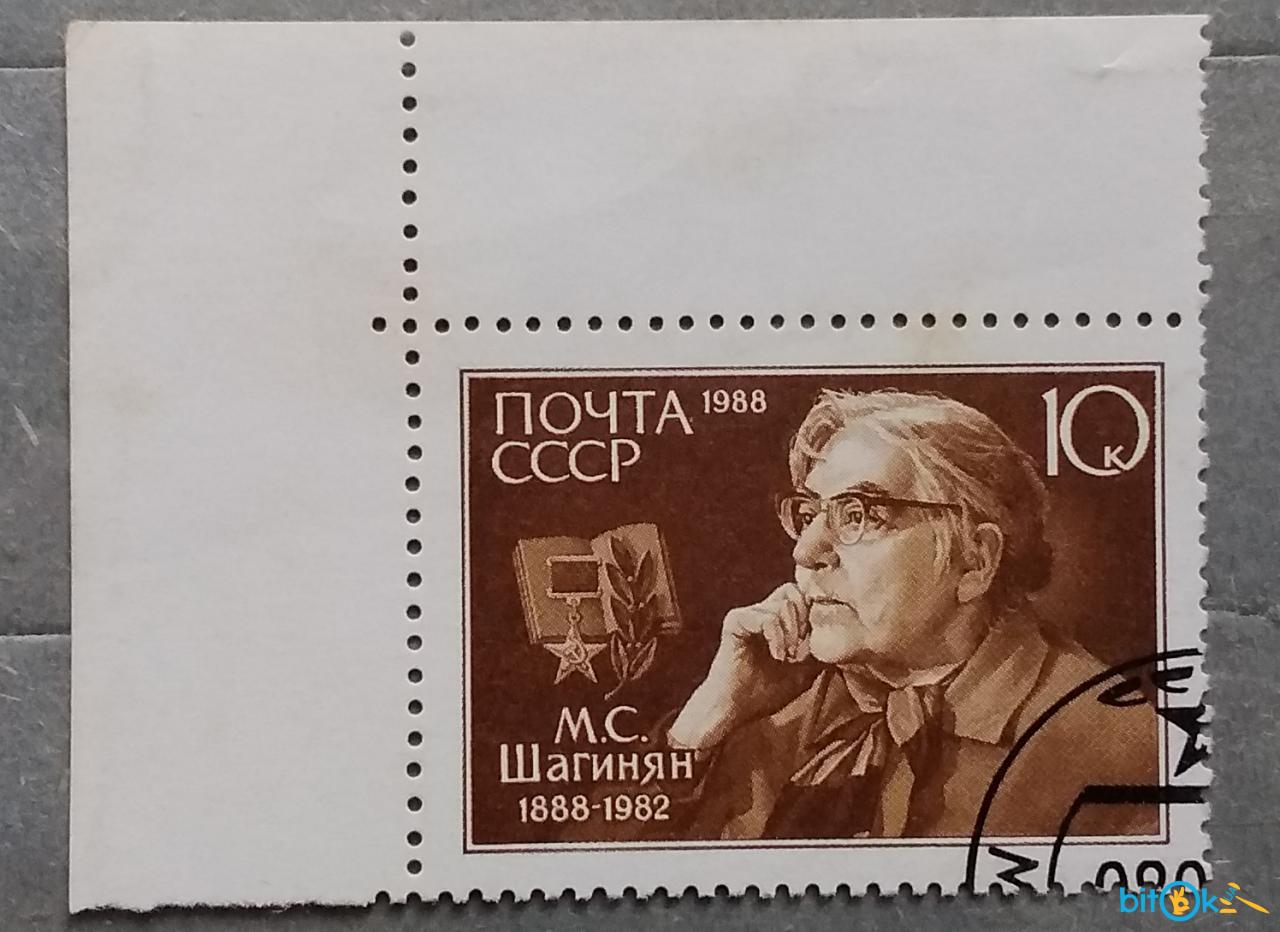 ПОЧТА 1988
СССР
10 к
М.С.
Шагинян
1888-1982
bitOk